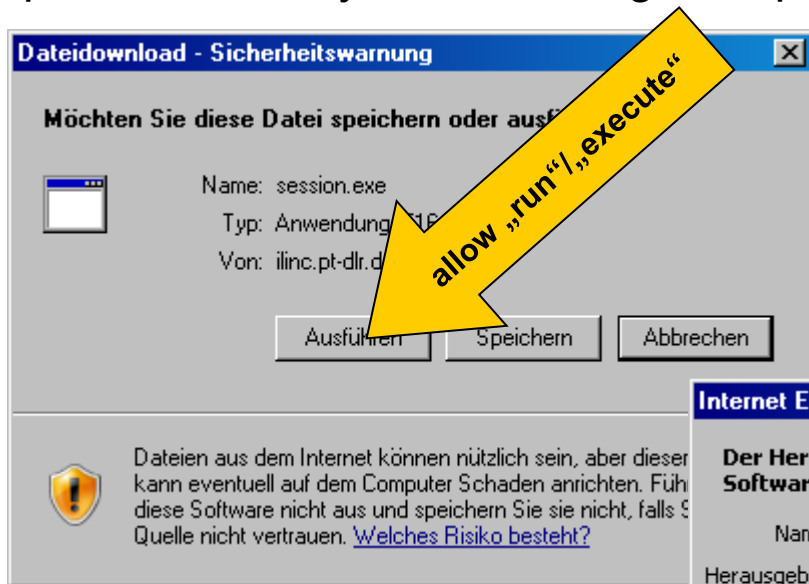 Dateidownload - Sicherheitswarnung
Möchten Sie diese Datei speichern oder
Name: session.exe
Typ: Anwendung
Von: ilinc.pt-dlr.d
allow „run“/„execute“
Ausführen Speichern Abbrechen
Dateien aus dem Internet können nützlich sein, aber dieser
kann eventuell auf dem Computer Schaden anrichten. Füh
diese Software nicht aus und speichern Sie sie nicht, falls S
Quelle nicht vertrauen. Welches Risiko besteht?
Internet E
Der Her
Softwar
Nam
Herausgeb